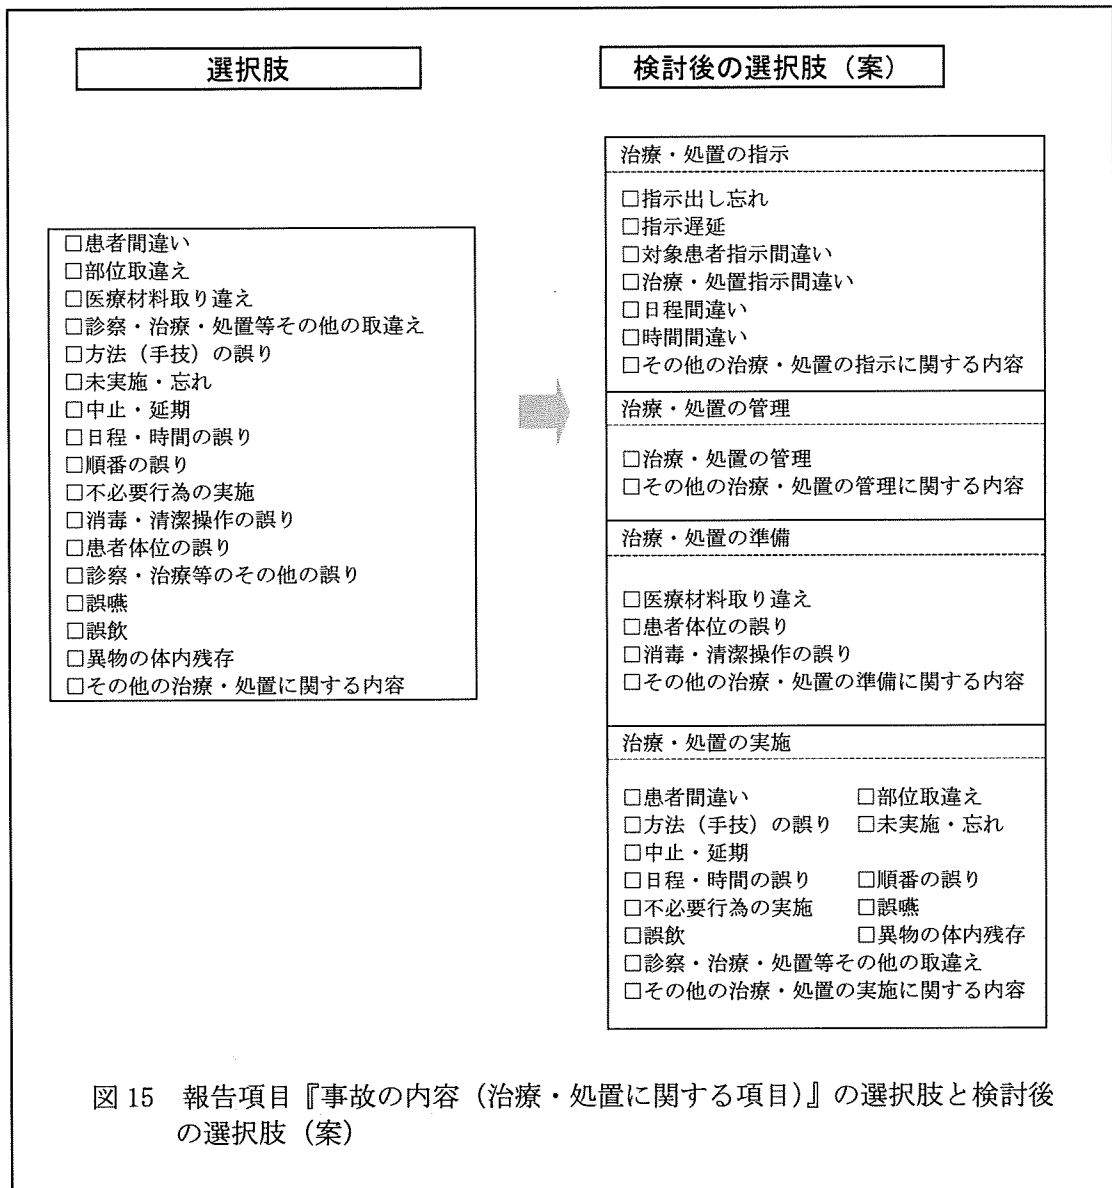 選択肢
□患者間違い
□部位取違え
□医療材料取り違え
□診察・治療・処置等その他の取違え
□方法（手技）の誤り
□未実施・忘れ
□中止・延期
□日程・時間の誤り
□順番の誤り
□不必要行為の実施
□消毒・清潔操作の誤り
□患者体位の誤り
□診察・治療等のその他の誤り
□誤嚥
□誤飲
□異物の体内残存
□その他の治療・処置に関する内容
検討後の選択肢（案）
治療・処置の指示
□指示出し忘れ
□指示遅延
□対象患者指示間違い
□治療・処置指示間違い
□日程間違い
□時間間違い
□その他の治療・処置の指示に関する内容
治療・処置の管理
□治療・処置の管理
□その他の治療・処置の管理に関する内容
治療・処置の準備
□医療材料取り違え
□患者体位の誤り
□消毒・清潔操作の誤り
□その他の治療・処置の準備に関する内容
治療・処置の実施
□患者間違い □部位取違え
□方法（手技）の誤り □未実施・忘れ
□中止・延期
□日程・時間の誤り □順番の誤り
□不必要行為の実施 □誤嚥
□誤飲 □異物の体内残存
□診察・治療・処置等その他の取違え
□その他の治療・処置の実施に関する内容
図 15 報告項目『事故の内容（治療・処置に関する項目）』の選択肢と検討後
の選択肢（案）